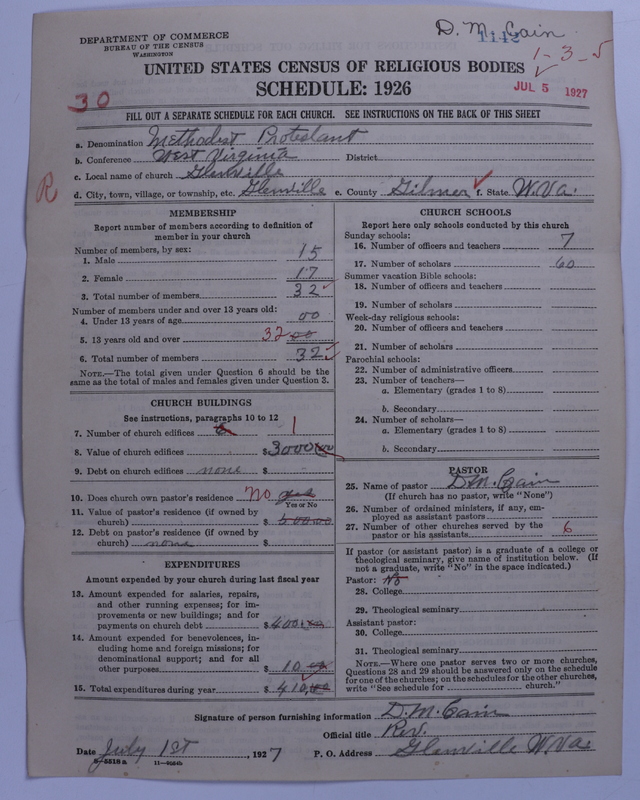 D. M. Cain
DEPARTMENT OF COMMERCE
BUREAU OF THE CENSUS
WASHINGTON
1-3-5
UNITED STATES CENSUS OF RELIGIOUS BODIES
SCHEDULE: 1926
JUL 5 1927
30
FILL OUT A SEPARATE SCHEDULE FOR EACH CHURCH. SEE INSTRUCTIONS ON THE BACK OF THIS SHEET
a. Denomination Methodist Protestant
b. Conference West Virginia District
c. Local name of church Glenville
R
d. City, town, village, or township, etc. Glenville e. County Gilmer f. State W.Va.
MEMBERSHIP
Report number of members according to definition of
member in your church
Number of members, by sex:
1. Male 15
2. Female 17
3. Total number of members 32
Number of members under and over 13 years old:
4. Under 13 years of age 00
5. 13 years old and over 32 00
6. Total number of members 32
NOTE.—The total given under Question 6 should be the
same as the total of males and females given under Question 3.
CHURCH BUILDINGS
See instructions, paragraphs 10 to 12
7. Number of church edifices 1
8. Value of church edifices $3000 00
9. Debt on church edifices none $
10. Does church own pastor's residence? No yes
Yes or No
11. Value of pastor's residence (if owned by
church) $ 500.00
12. Debt on pastor's residence (if owned by
church) none $
EXPENDITURES
Amount expended by your church during last fiscal year
13. Amount expended for salaries, repairs,
and other running expenses; for im-
provements or new buildings; and for
payments on church debt $400.00
14. Amount expended for benevolences, in-
cluding home and foreign missions; for
denominational support; and for all
other purposes $10.00
15. Total expenditures during year $410.00
CHURCH SCHOOLS
Report here only schools conducted by this church
Sunday schools:
16. Number of officers and teachers 7
17. Number of scholars 60
Summer vacation Bible schools:
18. Number of officers and teachers
19. Number of scholars
Week-day religious schools:
20. Number of officers and teachers
21. Number of scholars
Parochial schools:
22. Number of administrative officers
23. Number of teachers—
a. Elementary (grades 1 to 8)
b. Secondary
24. Number of scholars—
a. Elementary (grades 1 to 8)
b. Secondary
PASTOR
25. Name of pastor D.M. Cain
(If church has no pastor, write "None")
26. Number of ordained ministers, if any, em-
ployed as assistant pastors
27. Number of other churches served by the
pastor or his assistants 6
If pastor (or assistant pastor) is a graduate of a college or
theological seminary, give name of institution below. (If
not a graduate, write "No" in the space indicated.)
Pastor: No
28. College
29. Theological seminary
Assistant pastor:
30. College
31. Theological seminary
NOTE.—Where one pastor serves two or more churches,
Questions 28 and 29 should be answered only on the schedule
for one of the churches; on the schedules for the other churches,
write "See schedule for church."
Signature of person furnishing information D.M. Cain
Official title Rev.
Date July 1st, 1927 P. O. Address Glenville W.Va.
11-9564b